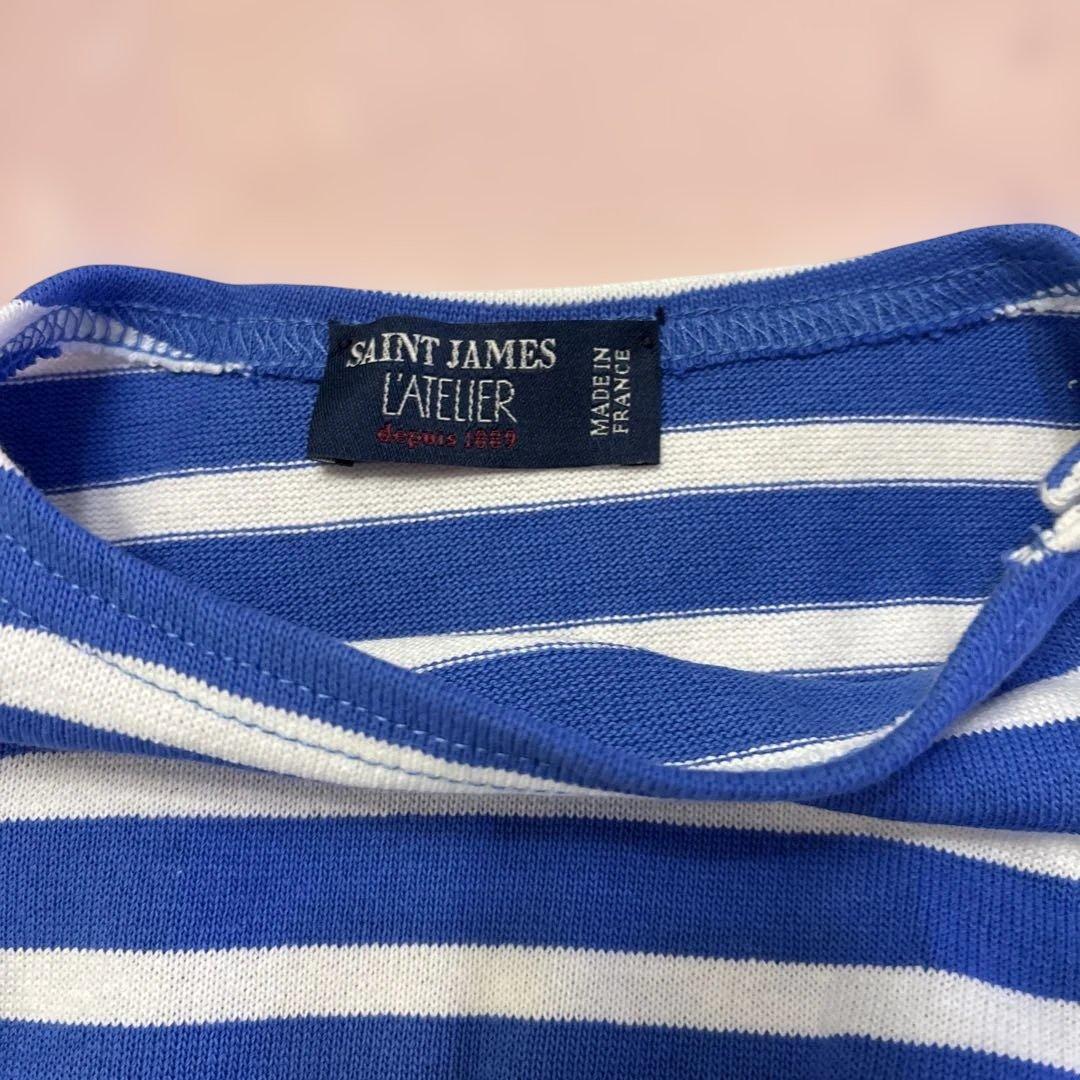 SAINT JAMES
L'ATELIER
depuis 1889
MADE IN
FRANCE